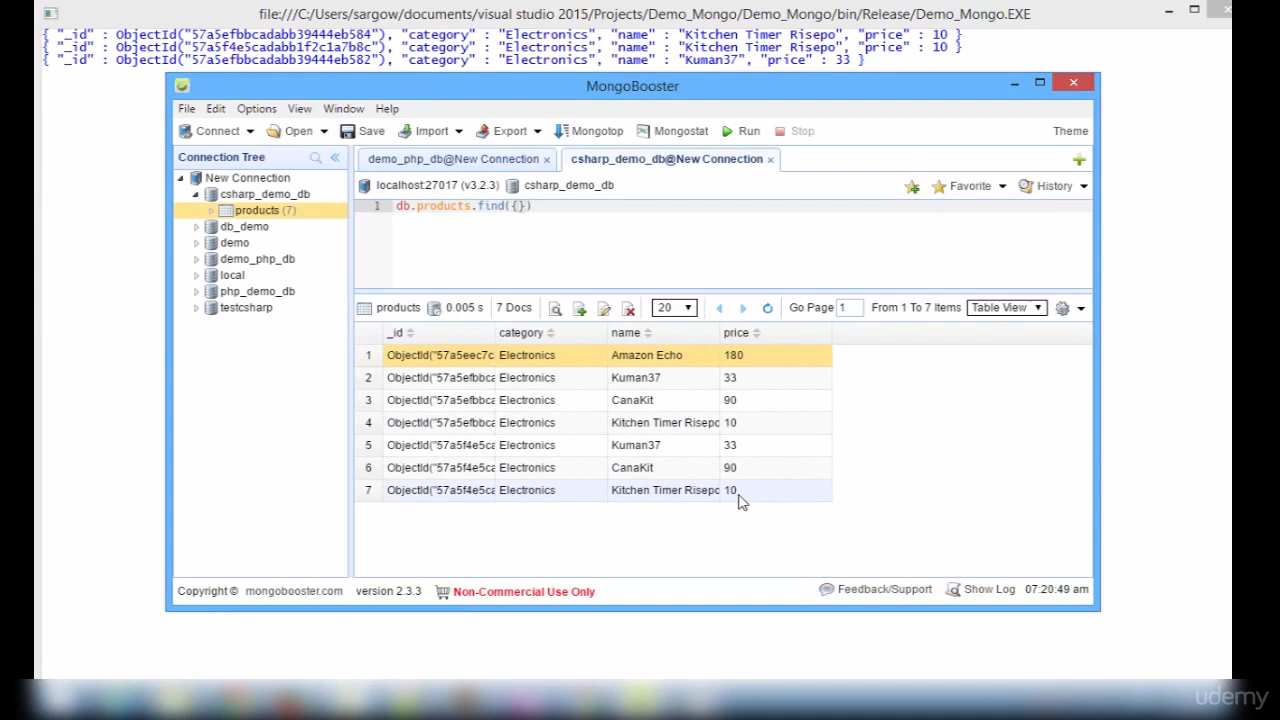 file:///C:/Users/sargow/documents/visual studio 2015/Projects/Demo_Mongo/Demo_Mongo/bin/Release/Demo_Mongo.EXE
{ "_id" : ObjectId("57a5efbbcadabb39444eb584"), "category" : "Electronics", "name" : "Kitchen Timer Risepo", "price" : 10 }
{ "_id" : ObjectId("57a5f4e5cadabb1f2c1a7b8c"), "category" : "Electronics", "name" : "Kitchen Timer Risepo", "price" : 10 }
{ "_id" : ObjectId("57a5efbbcadabb39444eb582"), "category" : "Electronics", "name" : "Kuman37", "price" : 33 }
MongoBooster
File Edit Options View Window Help
Connect Open Save Import Export Mongotop Mongostat Run Stop Theme
Connection Tree
demo_php_db@New Connection × csharp_demo_db@New Connection ×
New Connection
csharp_demo_db
products (7)
db_demo
demo
demo_php_db
local
php_demo_db
testcsharp
localhost:27017 (v3.2.3) csharp_demo_db Favorite History
1 db.products.find({})
products 0.005 s 7 Docs 20 Go Page 1 From 1 To 7 Items Table View
_id category name price
1 ObjectId("57a5eec7c Electronics Amazon Echo 180
2 ObjectId("57a5efbbca Electronics Kuman37 33
3 ObjectId("57a5efbbca Electronics CanaKit 90
4 ObjectId("57a5efbbca Electronics Kitchen Timer Risepo 10
5 ObjectId("57a5f4e5ca Electronics Kuman37 33
6 ObjectId("57a5f4e5ca Electronics CanaKit 90
7 ObjectId("57a5f4e5ca Electronics Kitchen Timer Risepo 10
Copyright © mongobooster.com version 2.3.3 Non-Commercial Use Only Feedback/Support Show Log 07:20:49 am
udemy